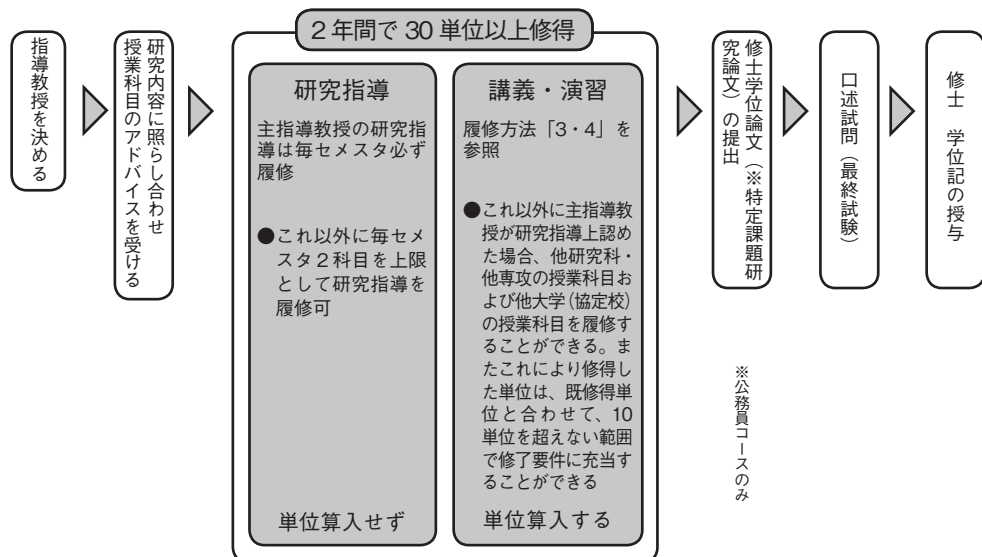 指導教授を決める
研究内容に照らし合わせ
授業科目のアドバイスを受ける
2年間で30単位以上修得
研究指導
主指導教授の研究指
導は毎セメスタ必ず
履修
●これ以外に毎セメ
スタ2科目を上限
として研究指導を
履修可
単位算入せず
講義・演習
履修方法「3・4」を
参照
●これ以外に主指導教
授が研究指導上認め
た場合、他研究科・
他専攻の授業科目お
よび他大学(協定校)
の授業科目を履修す
ることができる。ま
たこれにより修得し
た単位は、既修得単
位と合わせて、10
単位を超えない範囲
で修了要件に充当す
ることができる
単位算入する
修士学位論文(※特定課題研
究論文)の提出
※公務員コースのみ
口述試問(最終試験)
修士 学位記の授与